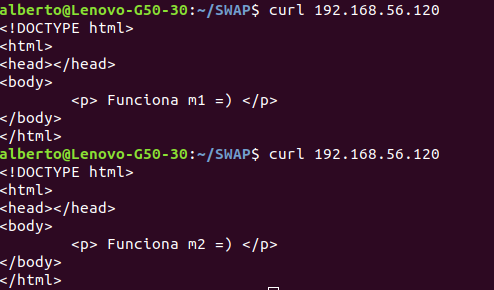 alberto@Lenovo-G50-30:~/SWAP$ curl 192.168.56.120
<!DOCTYPE html>
<html>
<head></head>
<body>
        <p> Funciona m1 =) </p>
</body>
</html>
alberto@Lenovo-G50-30:~/SWAP$ curl 192.168.56.120
<!DOCTYPE html>
<html>
<head></head>
<body>
        <p> Funciona m2 =) </p>
</body>
</html>